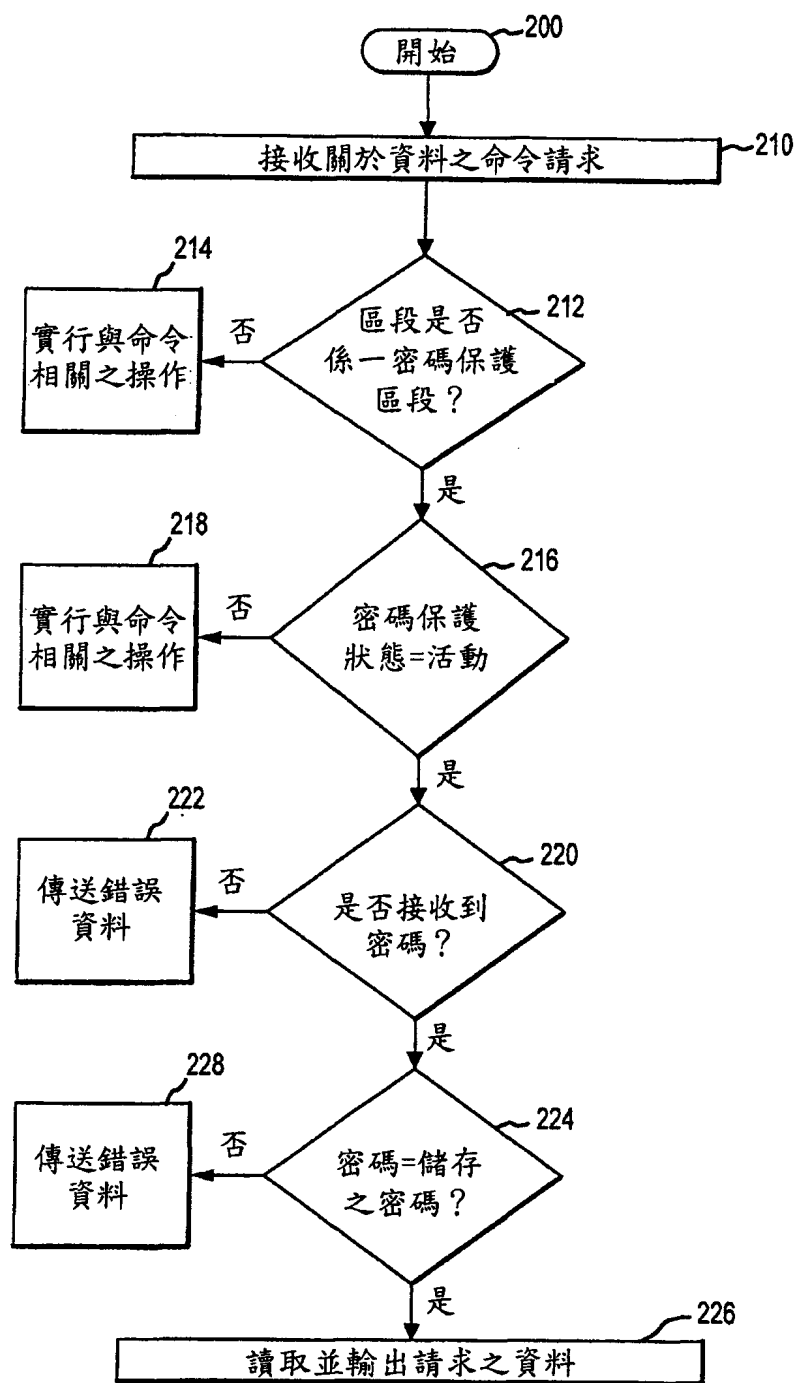 開始
200
接收關於資料之命令請求
210
區段是否
係一密碼保護
區段？
212
否
214
實行與命令
相關之操作
是
密碼保護
狀態=活動
216
否
218
實行與命令
相關之操作
是
是否接收到
密碼？
220
否
222
傳送錯誤
資料
是
密碼=儲存
之密碼？
224
否
228
傳送錯誤
資料
是
226
讀取並輸出請求之資料